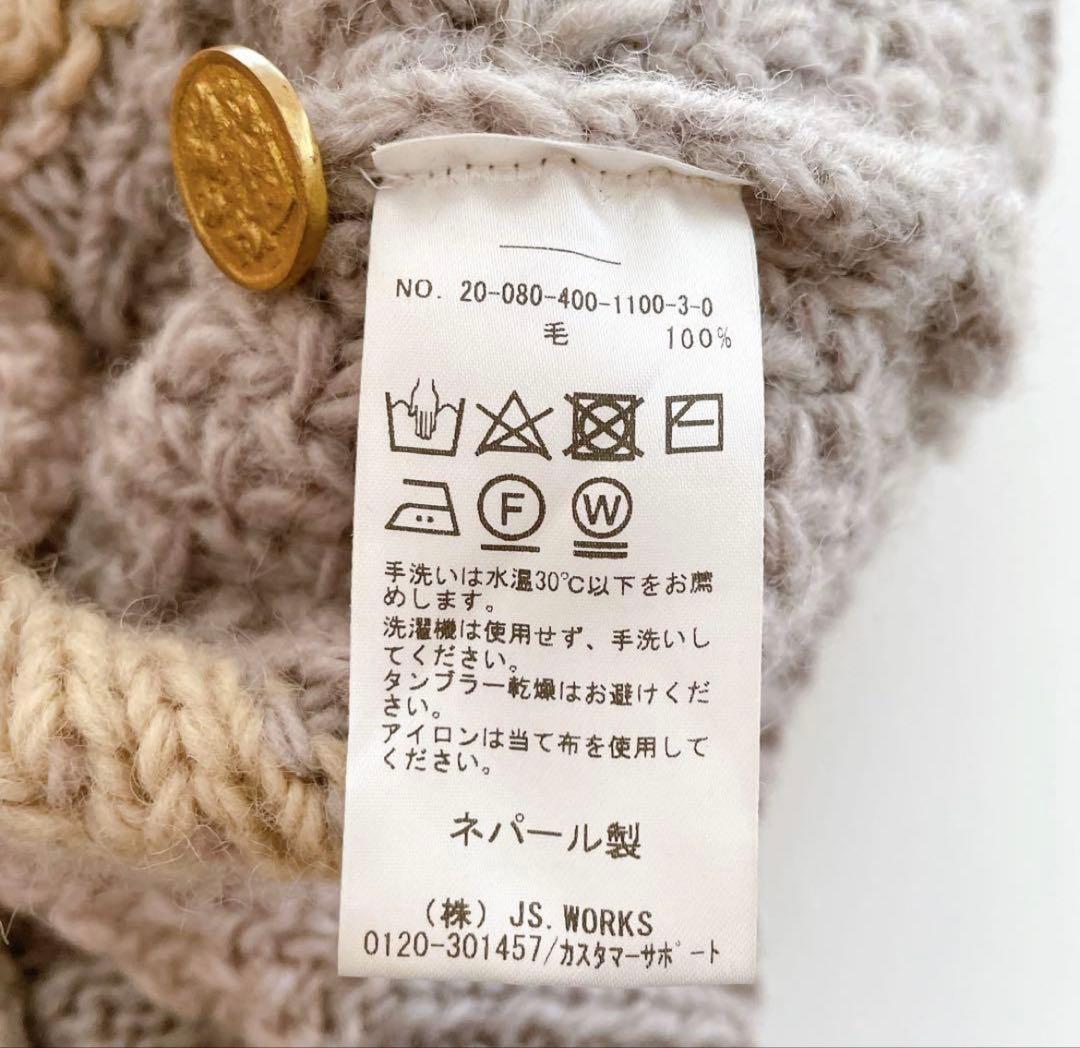 NO. 20-080-400-1100-3-0
毛 100%
F W
手洗いは水温30℃以下をお薦
めします。
洗濯機は使用せず、手洗いし
てください。
タンブラー乾燥はお避けくだ
さい。
アイロンは当て布を使用して
ください。
ネパール製
(株) JS.WORKS
0120-301457/カスタマーサポート